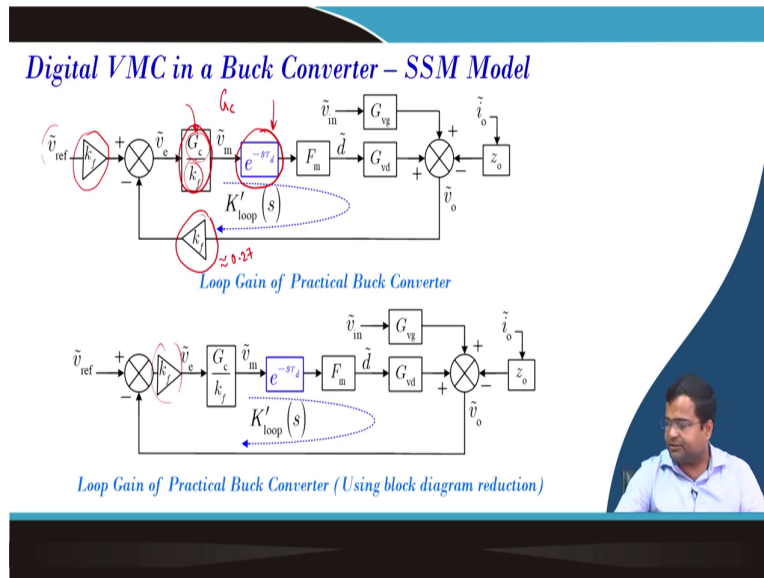 Digital VMC in a Buck Converter – SSM Model
Gc
ṽin
Gvg
ĩo
ṽref
kf
+
−
ṽe
Gc
kf
ṽm
e^−sTd
Fm
d̃
Gvd
+
+
−
zo
K′loop(s)
ṽo
kf
≈0.27
Loop Gain of Practical Buck Converter
ṽin
Gvg
ĩo
ṽref
+
−
kf
ṽe
Gc
kf
ṽm
e^−sTd
Fm
d̃
Gvd
+
+
−
zo
K′loop(s)
ṽo
Loop Gain of Practical Buck Converter (Using block diagram reduction)